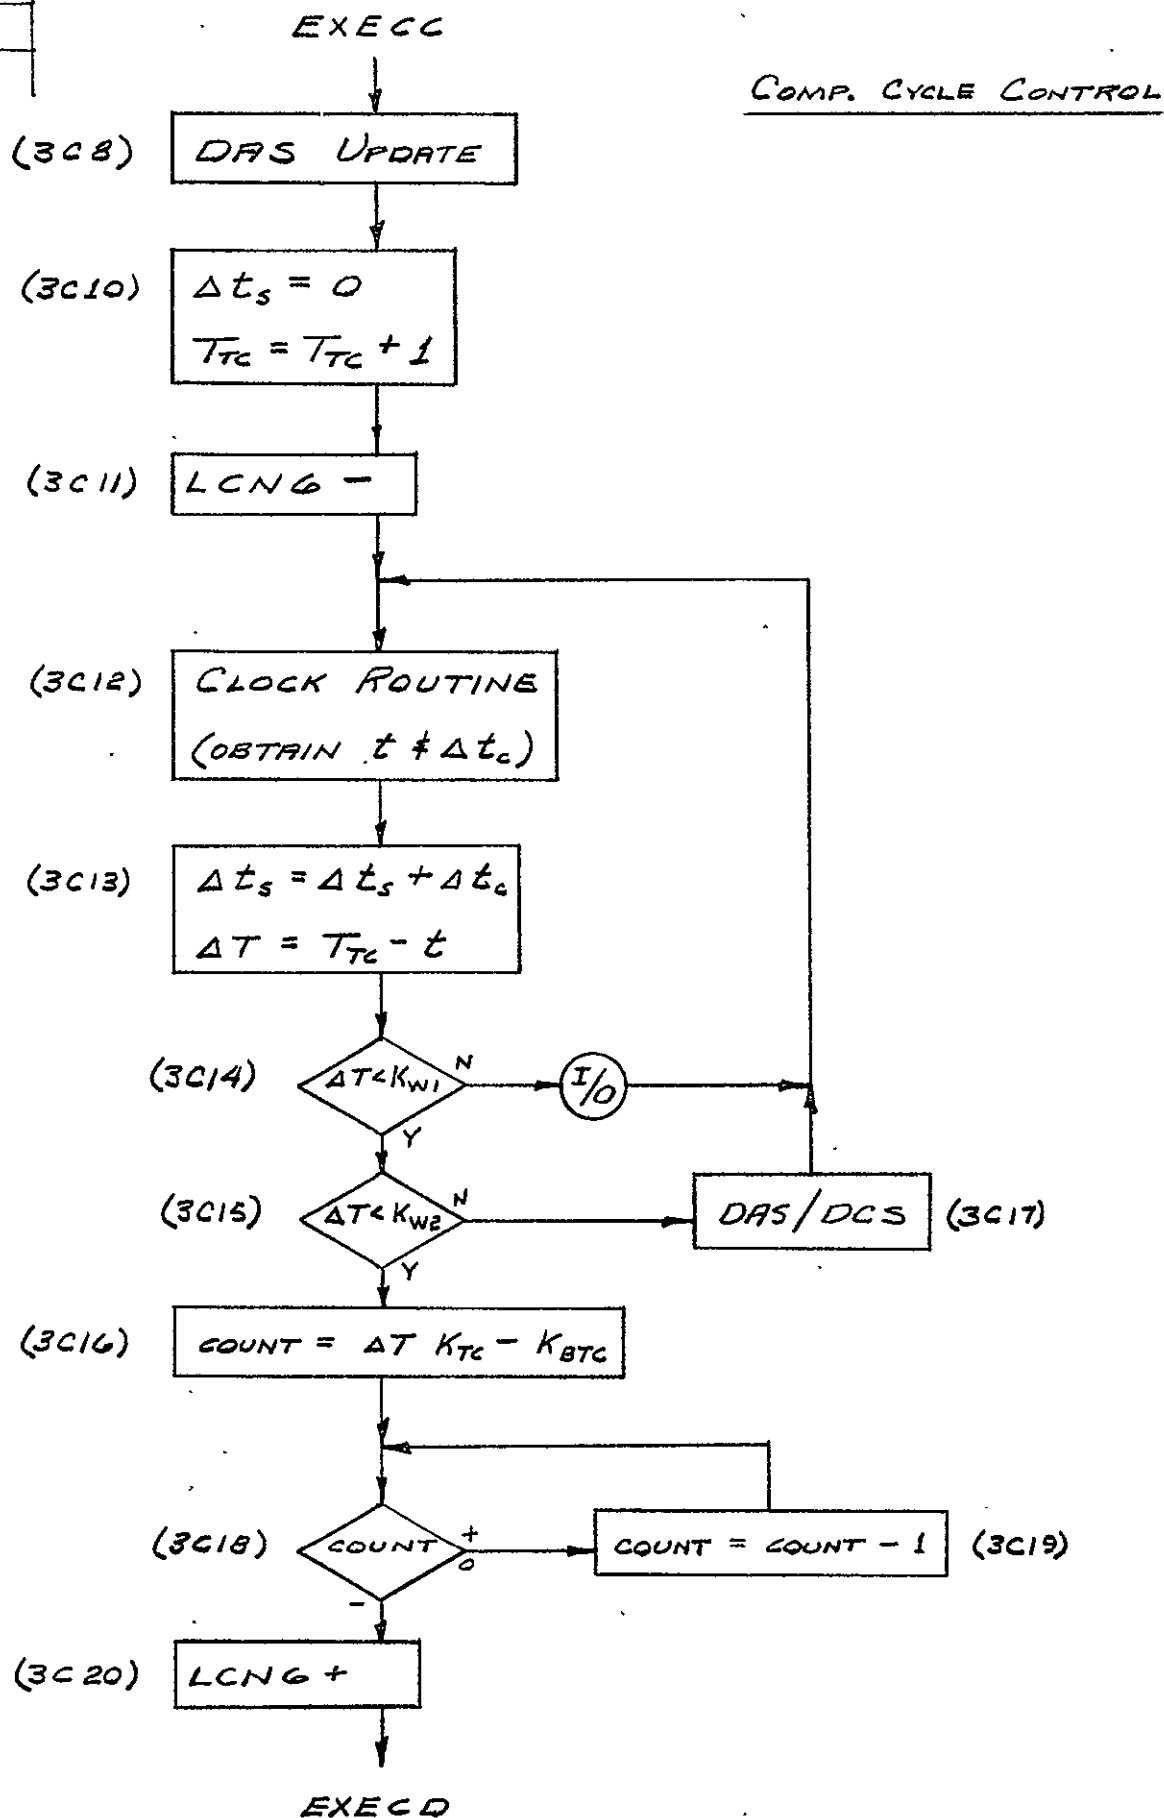 EXECC
COMP. CYCLE CONTROL
(3C8) DAS UPDATE
(3C10) Δts = 0
TTC = TTC + 1
(3C11) LCNG -
(3C12) CLOCK ROUTINE
(OBTAIN t & Δtc)
(3C13) Δts = Δts + Δtc
ΔT = TTC - t
(3C14) ΔT < KW1 N I/O
Y
(3C15) ΔT < KW2 N DAS/DCS (3C17)
Y
(3C16) COUNT = ΔT KTC - KBTC
(3C18) COUNT + 0 COUNT = COUNT - 1 (3C19)
-
(3C20) LCNG +
EXECD